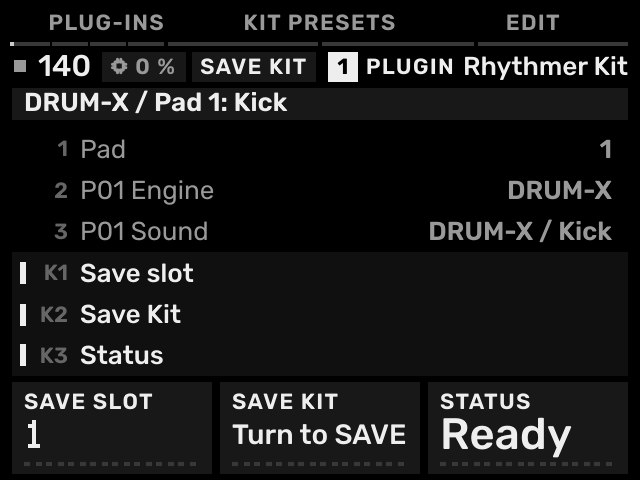 PLUG-INS KIT PRESETS EDIT
140 0 % SAVE KIT 1 PLUGIN Rhythmer Kit
DRUM-X / Pad 1: Kick
1 Pad 1
2 P01 Engine DRUM-X
3 P01 Sound DRUM-X / Kick
K1 Save slot
K2 Save Kit
K3 Status
SAVE SLOT SAVE KIT STATUS
1 Turn to SAVE Ready